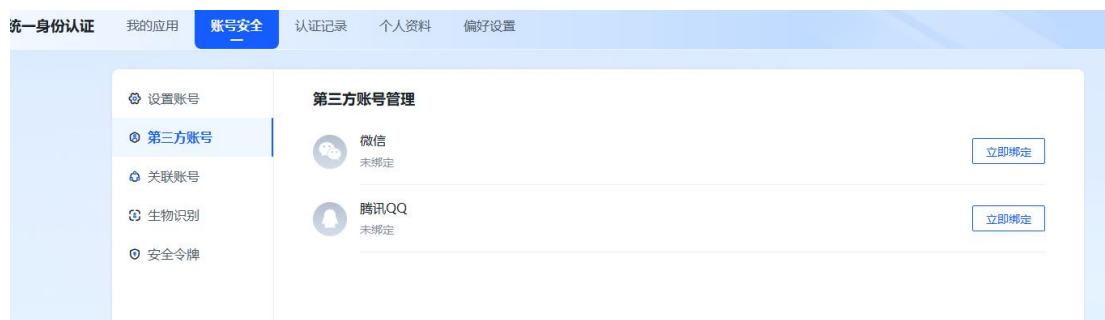 统一身份认证 我的应用 账号安全 认证记录 个人资料 偏好设置
设置账号
第三方账号
关联账号
生物识别
安全令牌
第三方账号管理
微信
未绑定
立即绑定
腾讯QQ
未绑定
立即绑定